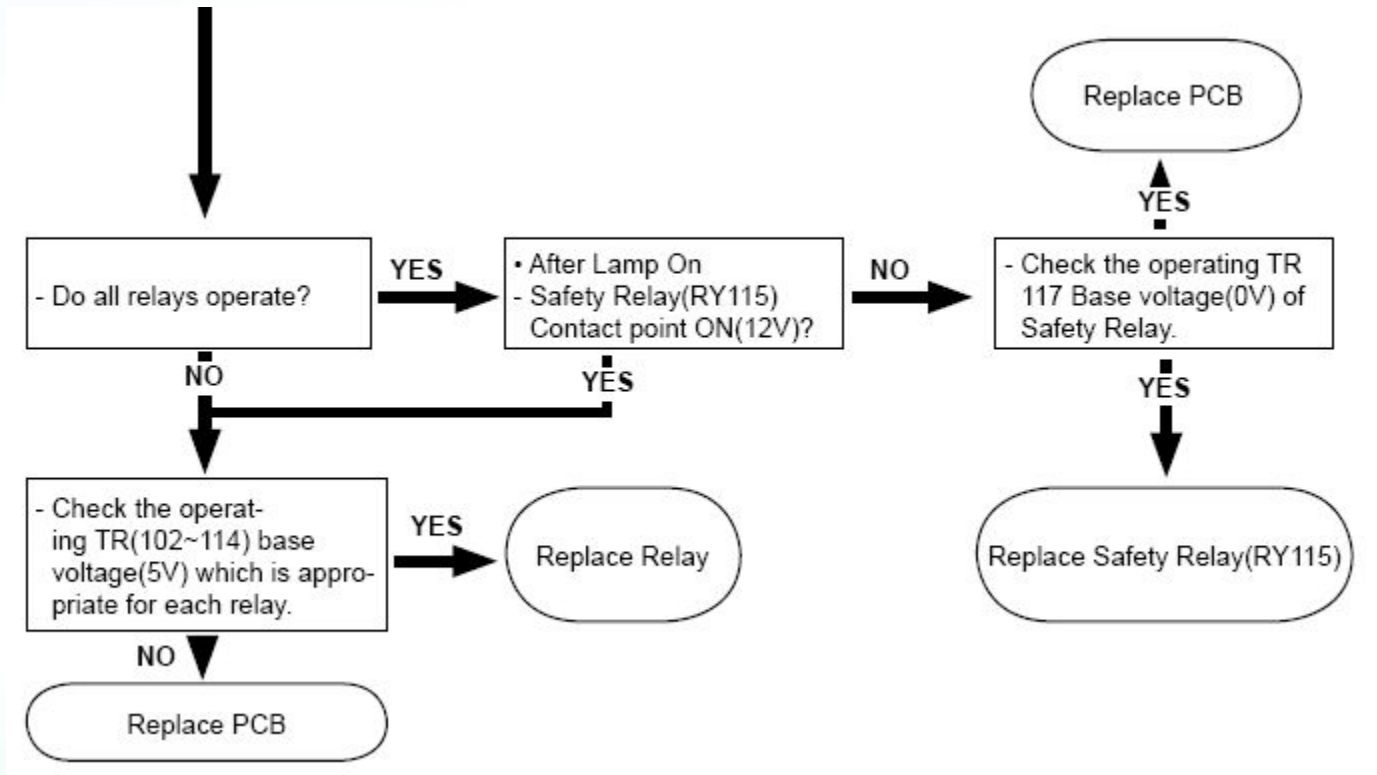 Replace PCB
YES
- Do all relays operate?
YES
• After Lamp On
- Safety Relay(RY115)
Contact point ON(12V)?
NO
- Check the operating TR
117 Base voltage(0V) of
Safety Relay.
NO
YES
YES
- Check the operat-
ing TR(102~114) base
voltage(5V) which is appro-
priate for each relay.
YES
Replace Relay
Replace Safety Relay(RY115)
NO
Replace PCB